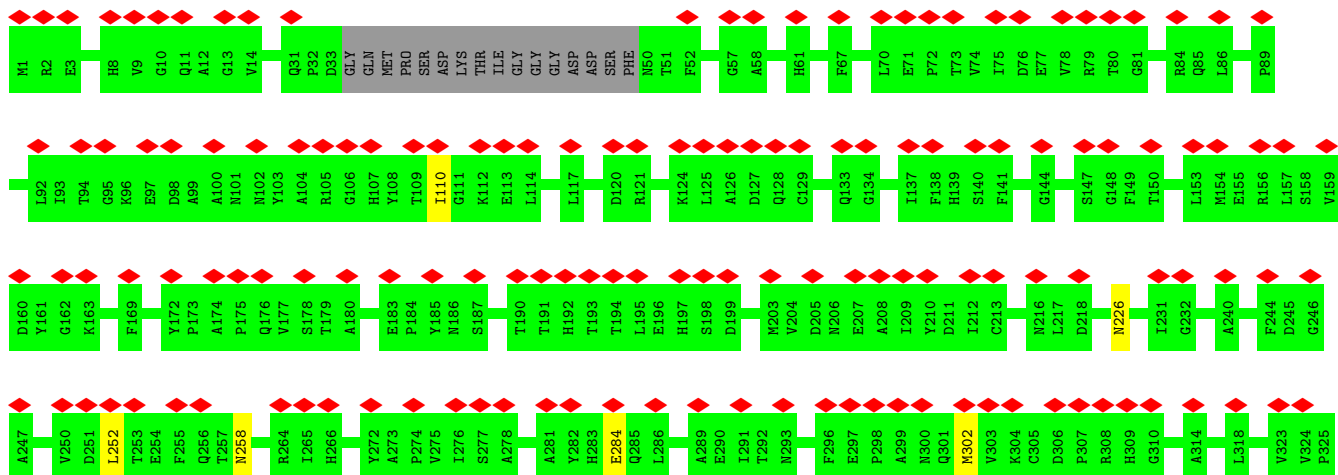 M1 R2 E3 H8 V9 G10 Q11 A12 G13 V14 Q31 P32 D33 GLY GLN MET PRO SER ASP LYS THR ILE GLY GLY GLY ASP ASP SER PHE N50 T51 F52 G57 A58 H61 F67 L70 E71 P72 T73 V74 I75 D76 E77 V78 R79 T80 G81 R84 Q85 L86 P89
L92 I93 T94 G95 K96 E97 D98 A99 A100 N101 N102 Y103 A104 R105 G106 H107 Y108 T109 I110 G111 K112 E113 L114 L117 D120 R121 K124 L125 A126 D127 Q128 C129 Q133 G134 I137 F138 H139 S140 F141 G144 S147 G148 F149 T150 L153 M154 E155 R156 L157 S158 V159
D160 Y161 G162 K163 F169 Y172 P173 A174 P175 Q176 V177 S178 T179 A180 E183 P184 Y185 N186 S187 T190 T191 H192 T193 T194 L195 E196 H197 S198 D199 M203 V204 D205 N206 E207 A208 I209 Y210 D211 I212 C213 N216 L217 D218 N226 I231 G232 A240 F244 D245 G246
A247 V250 D251 L252 T253 E254 F255 Q256 T257 N258 R264 I265 H266 Y272 A273 P274 V275 I276 S277 A278 A281 Y282 H283 E284 Q285 L286 A289 E290 I291 T292 N293 F296 E297 P298 A299 N300 Q301 M302 V303 K304 C305 D306 P307 R308 H309 G310 A314 L318 V323 V324 P325